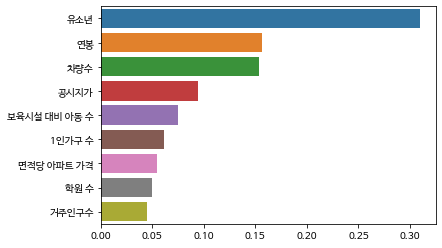 유소년
연봉
차량수
공시지가
보육시설 대비 아동 수
1인가구 수
면적당 아파트 가격
학원 수
거주인구수
0.00 0.05 0.10 0.15 0.20 0.25 0.30